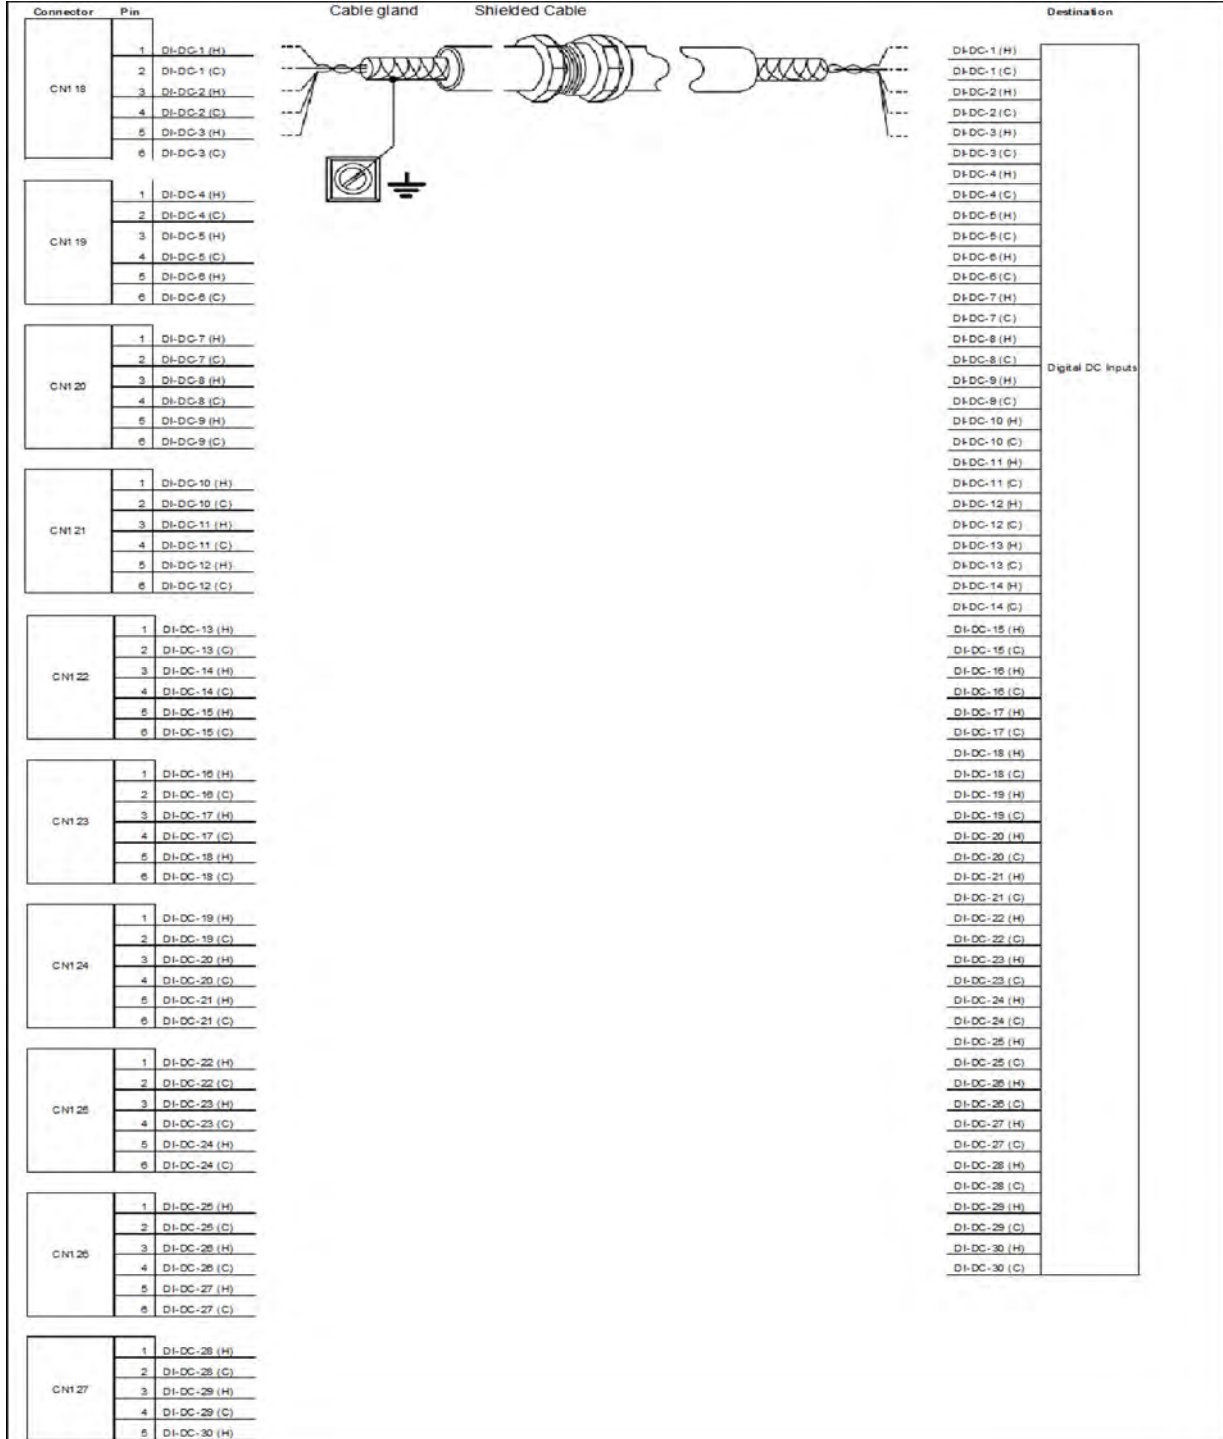 Connector Pin Cable gland Shielded Cable Destination
CN118
1 DI-DC-1 (H)
2 DI-DC-1 (C)
3 DI-DC-2 (H)
4 DI-DC-2 (C)
5 DI-DC-3 (H)
6 DI-DC-3 (C)
CN119
1 DI-DC-4 (H)
2 DI-DC-4 (C)
3 DI-DC-5 (H)
4 DI-DC-5 (C)
5 DI-DC-6 (H)
6 DI-DC-6 (C)
CN120
1 DI-DC-7 (H)
2 DI-DC-7 (C)
3 DI-DC-8 (H)
4 DI-DC-8 (C)
5 DI-DC-9 (H)
6 DI-DC-9 (C)
CN121
1 DI-DC-10 (H)
2 DI-DC-10 (C)
3 DI-DC-11 (H)
4 DI-DC-11 (C)
5 DI-DC-12 (H)
6 DI-DC-12 (C)
CN122
1 DI-DC-13 (H)
2 DI-DC-13 (C)
3 DI-DC-14 (H)
4 DI-DC-14 (C)
5 DI-DC-15 (H)
6 DI-DC-15 (C)
CN123
1 DI-DC-16 (H)
2 DI-DC-16 (C)
3 DI-DC-17 (H)
4 DI-DC-17 (C)
5 DI-DC-18 (H)
6 DI-DC-18 (C)
CN124
1 DI-DC-19 (H)
2 DI-DC-19 (C)
3 DI-DC-20 (H)
4 DI-DC-20 (C)
5 DI-DC-21 (H)
6 DI-DC-21 (C)
CN125
1 DI-DC-22 (H)
2 DI-DC-22 (C)
3 DI-DC-23 (H)
4 DI-DC-23 (C)
5 DI-DC-24 (H)
6 DI-DC-24 (C)
CN126
1 DI-DC-25 (H)
2 DI-DC-25 (C)
3 DI-DC-26 (H)
4 DI-DC-26 (C)
5 DI-DC-27 (H)
6 DI-DC-27 (C)
CN127
1 DI-DC-28 (H)
2 DI-DC-28 (C)
3 DI-DC-29 (H)
4 DI-DC-29 (C)
5 DI-DC-30 (H)
DI-DC-1 (H)
DI-DC-1 (C)
DI-DC-2 (H)
DI-DC-2 (C)
DI-DC-3 (H)
DI-DC-3 (C)
DI-DC-4 (H)
DI-DC-4 (C)
DI-DC-5 (H)
DI-DC-5 (C)
DI-DC-6 (H)
DI-DC-6 (C)
DI-DC-7 (H)
DI-DC-7 (C)
DI-DC-8 (H)
DI-DC-8 (C)
DI-DC-9 (H)
DI-DC-9 (C)
DI-DC-10 (H)
DI-DC-10 (C)
DI-DC-11 (H)
DI-DC-11 (C)
DI-DC-12 (H)
DI-DC-12 (C)
DI-DC-13 (H)
DI-DC-13 (C)
DI-DC-14 (H)
DI-DC-14 (C)
DI-DC-15 (H)
DI-DC-15 (C)
DI-DC-16 (H)
DI-DC-16 (C)
DI-DC-17 (H)
DI-DC-17 (C)
DI-DC-18 (H)
DI-DC-18 (C)
DI-DC-19 (H)
DI-DC-19 (C)
DI-DC-20 (H)
DI-DC-20 (C)
DI-DC-21 (H)
DI-DC-21 (C)
DI-DC-22 (H)
DI-DC-22 (C)
DI-DC-23 (H)
DI-DC-23 (C)
DI-DC-24 (H)
DI-DC-24 (C)
DI-DC-25 (H)
DI-DC-25 (C)
DI-DC-26 (H)
DI-DC-26 (C)
DI-DC-27 (H)
DI-DC-27 (C)
DI-DC-28 (H)
DI-DC-28 (C)
DI-DC-29 (H)
DI-DC-29 (C)
DI-DC-30 (H)
DI-DC-30 (C)
Digital DC Inputs